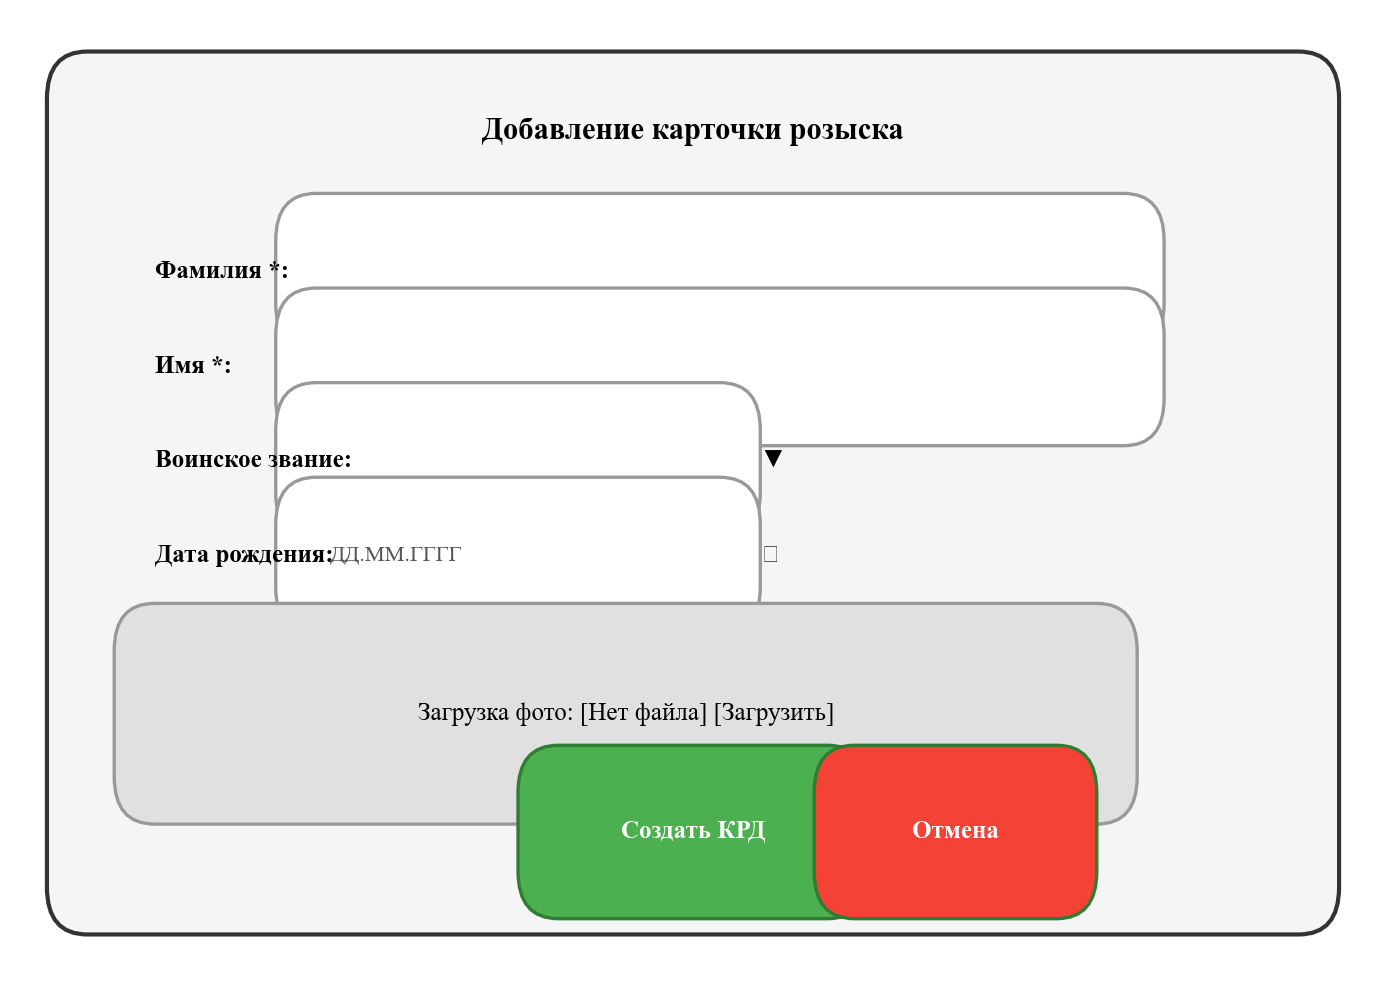 Добавление карточки розыска
Фамилия *:
Имя *:
Воинское звание: ▼
Дата рождения: ДД.ММ.ГГГГ
Загрузка фото: [Нет файла] [Загрузить]
Создать КРД
Отмена